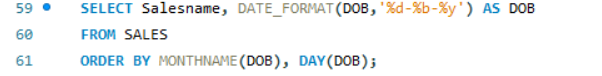 59 SELECT Salesname, DATE_FORMAT(DOB,'%d-%b-%y') AS DOB
60 FROM SALES
61 ORDER BY MONTHNAME(DOB), DAY(DOB);